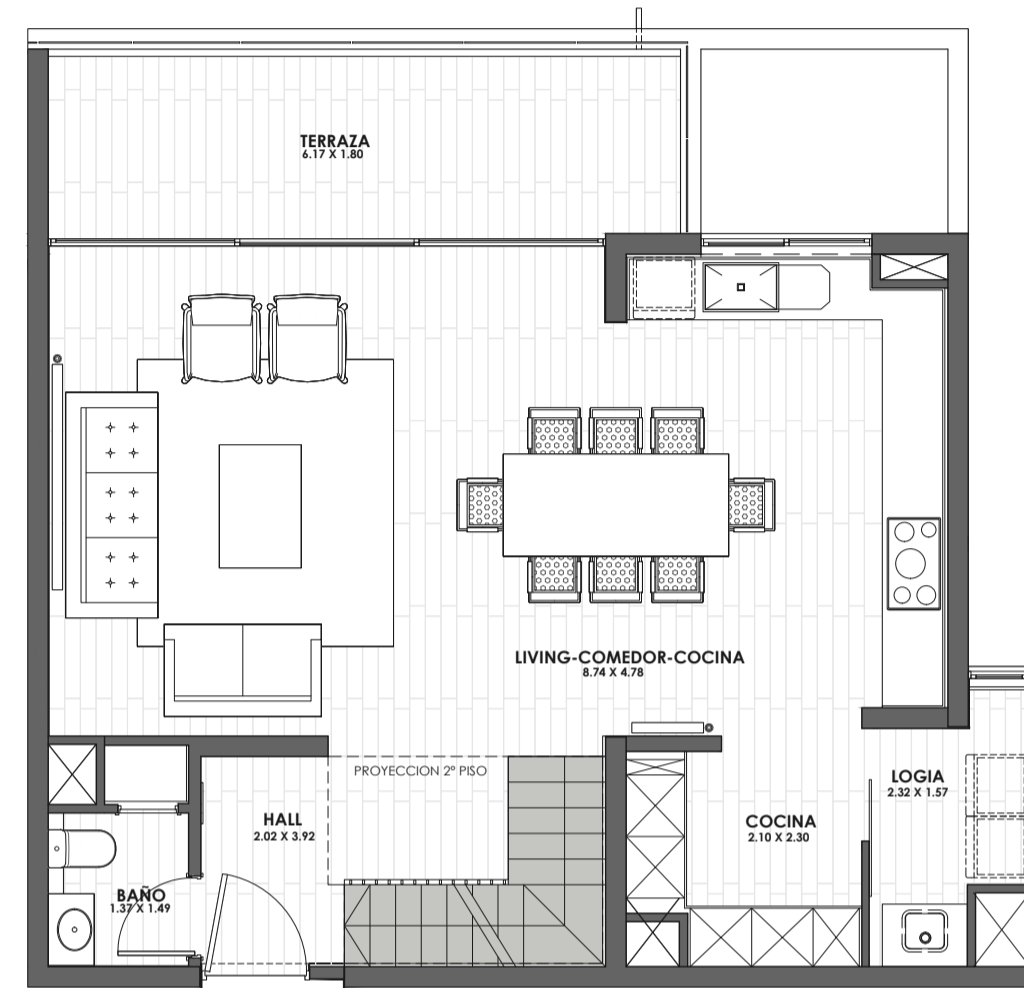 TERRAZA
6.17 X 1.80
LIVING-COMEDOR-COCINA
8.74 X 4.78
PROYECCION 2º PISO
HALL
2.02 X 3.92
LOGIA
2.32 X 1.57
COCINA
2.10 X 2.30
BAÑO
1.37 X 1.49